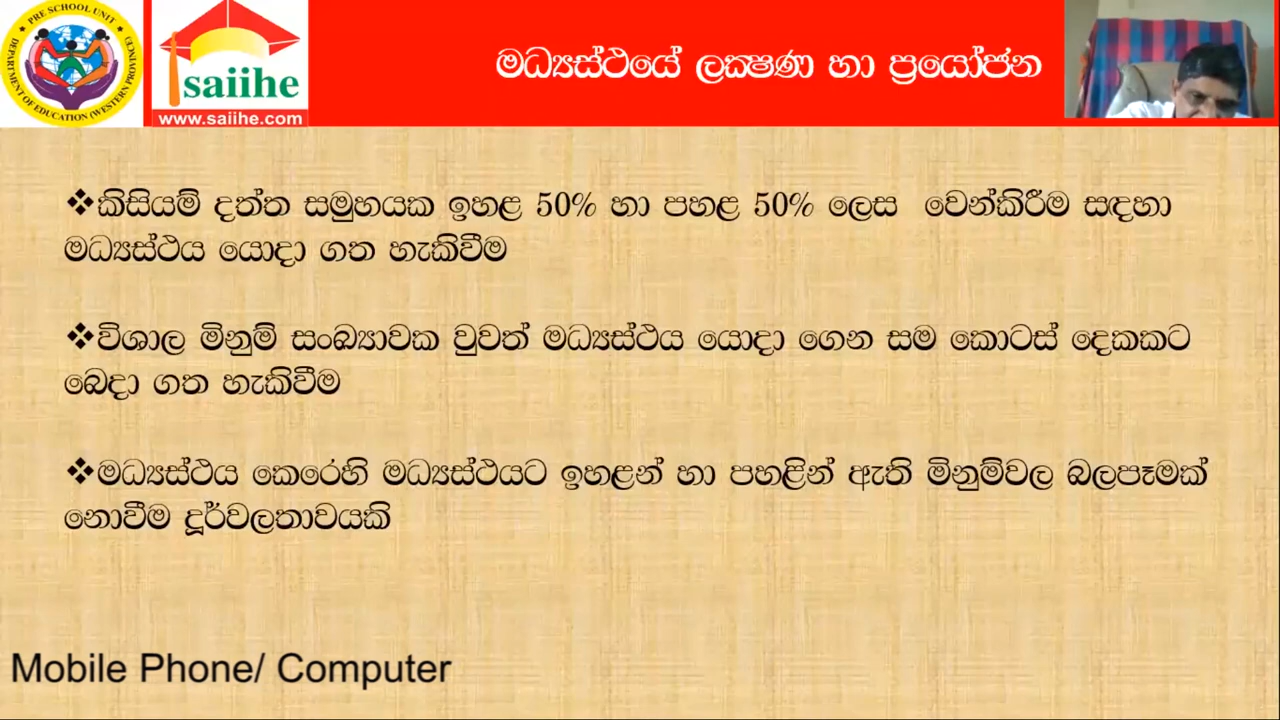 PRE SCHOOL UNIT
DEPARTMENT OF EDUCATION (WESTERN PROVINCE)
saiihe
www.saiihe.com
මධ්‍යස්ථයේ ලක්‍ෂණ හා ප්‍රයෝජන
❖කිසියම් දත්ත සමුහයක ඉහළ 50% හා පහළ 50% ලෙස වෙන්කිරීම සඳහා
මධ්‍යස්ථය යොදා ගත හැකිවීම
❖විශාල මිනුම් සංඛ්‍යාවක වුවත් මධ්‍යස්ථය යොදා ගෙන සම කොටස් දෙකකට
බෙදා ගත හැකිවීම
❖මධ්‍යස්ථය කෙරෙහි මධ්‍යස්ථයට ඉහළන් හා පහළින් ඇති මිනුම්වල බලපෑමක්
නොවීම දූර්වලතාවයකි
Mobile Phone/ Computer